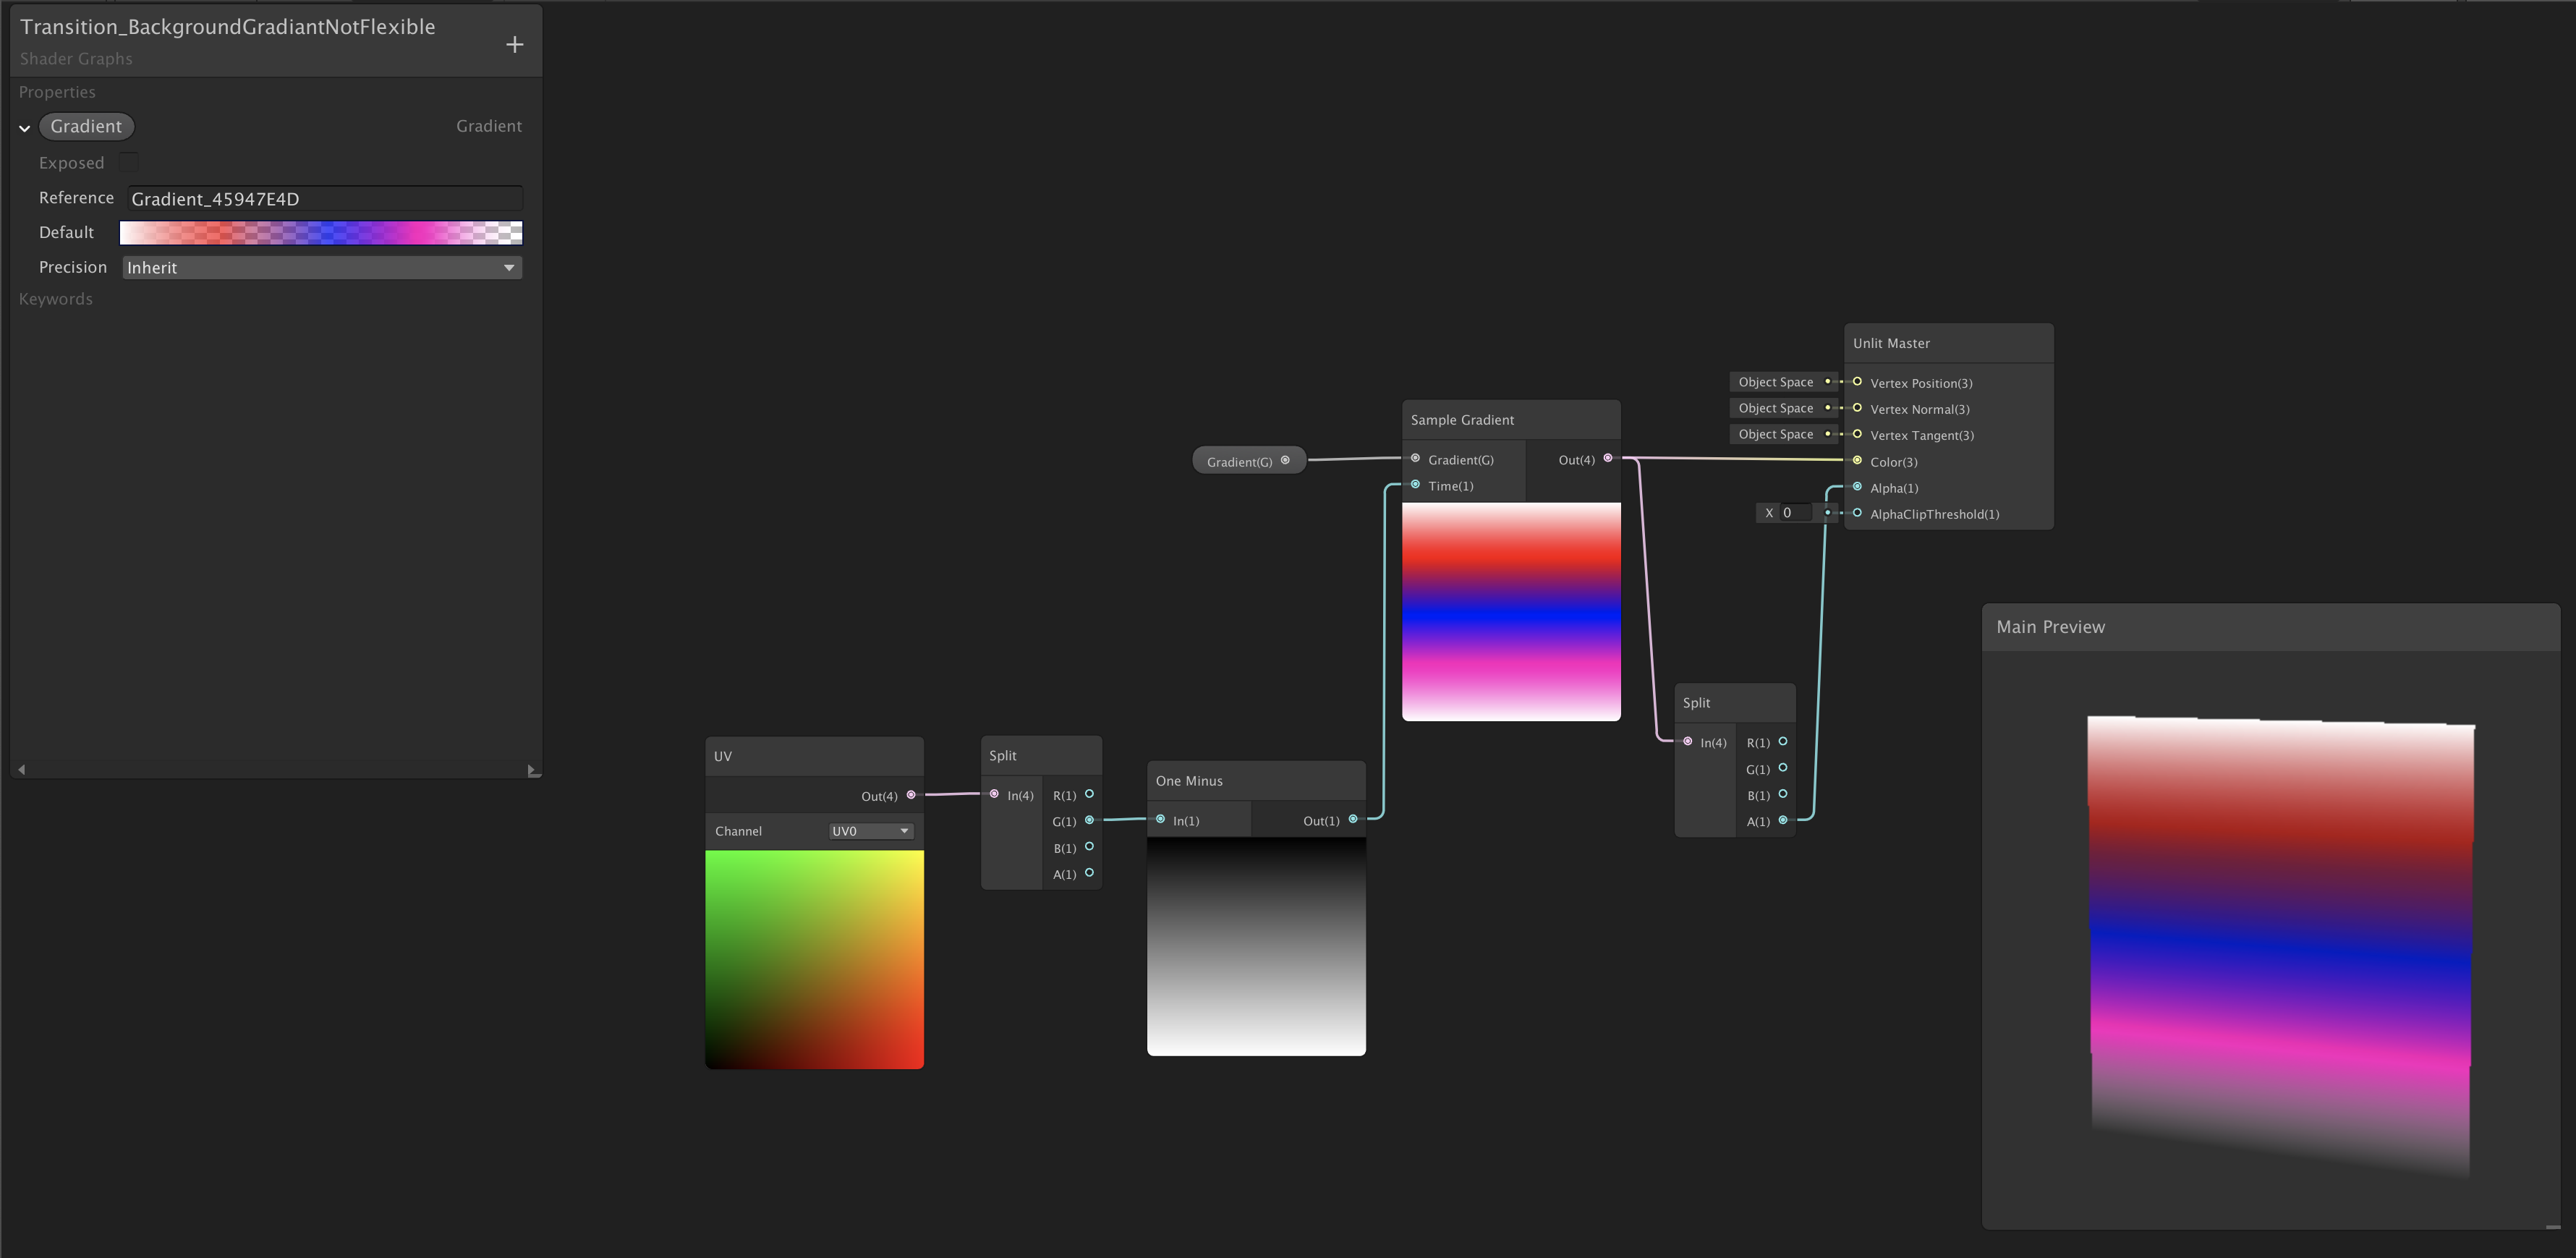 Transition_BackgroundGradiantNotFlexible
Shader Graphs
Properties
Gradient
Gradient
Exposed
Reference
Gradient_45947E4D
Default
Precision
Inherit
Keywords
UV
Out(4)
Channel
UV0
Split
In(4)
R(1)
G(1)
B(1)
A(1)
One Minus
In(1)
Out(1)
Gradient(G)
Sample Gradient
Gradient(G)
Out(4)
Time(1)
Split
In(4)
R(1)
G(1)
B(1)
A(1)
Unlit Master
Object Space
Vertex Position(3)
Object Space
Vertex Normal(3)
Object Space
Vertex Tangent(3)
Color(3)
Alpha(1)
X 0
AlphaClipThreshold(1)
Main Preview